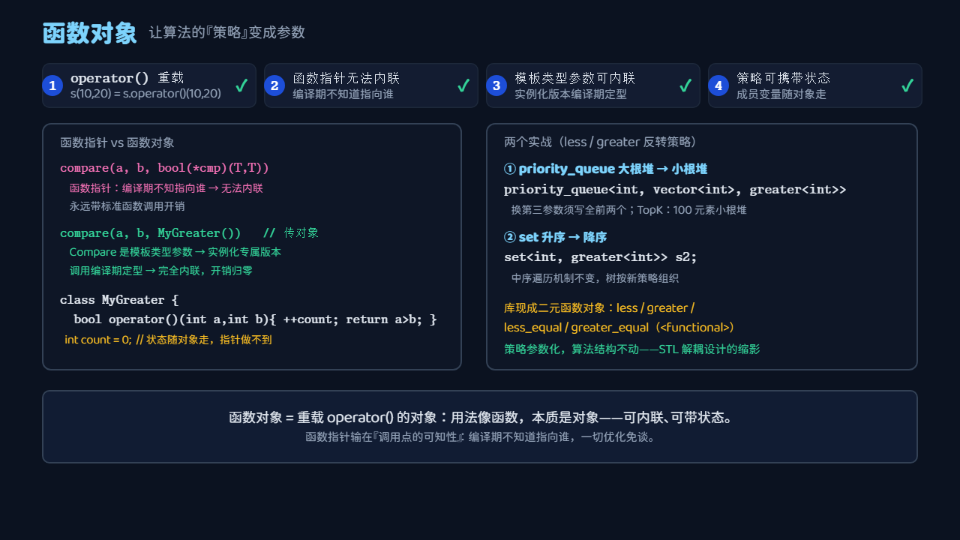 函数对象 让算法的『策略』变成参数
1 operator() 重载 ✓
s(10,20) = s.operator()(10,20)
2 函数指针无法内联 ✓
编译期不知道指向谁
3 模板类型参数可内联 ✓
实例化版本编译期定型
4 策略可携带状态 ✓
成员变量随对象走
函数指针 vs 函数对象
compare(a, b, bool(*cmp)(T,T))
函数指针：编译期不知指向谁 → 无法内联
永远带标准函数调用开销
compare(a, b, MyGreater()) // 传对象
Compare 是模板类型参数 → 实例化专属版本
调用编译期定型 → 完全内联，开销归零
class MyGreater {
bool operator()(int a,int b){ ++count; return a>b; }
int count = 0; // 状态随对象走，指针做不到
两个实战（less / greater 反转策略）
① priority_queue 大根堆 → 小根堆
priority_queue<int, vector<int>, greater<int>>
换第三参数须写全前两个；TopK：100 元素小根堆
② set 升序 → 降序
set<int, greater<int>> s2;
中序遍历机制不变，树按新策略组织
库现成二元函数对象：less / greater /
less_equal / greater_equal（<functional>）
策略参数化，算法结构不动——STL 解耦设计的缩影
函数对象 = 重载 operator() 的对象：用法像函数，本质是对象——可内联、可带状态。
函数指针输在『调用点的可知性』：编译期不知道指向谁，一切优化免谈。